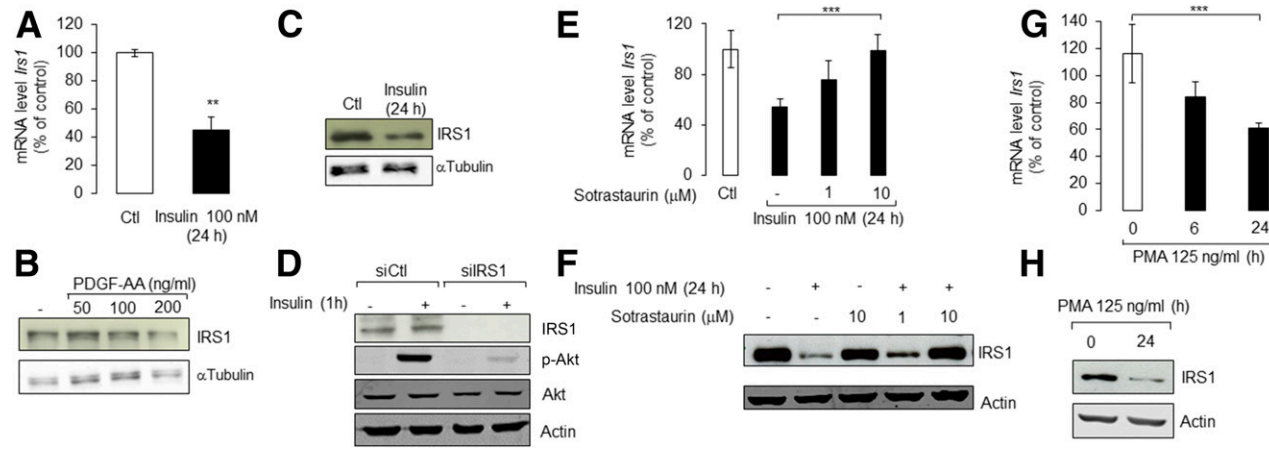 A
mRNA level Irs1
(% of control)
120
100
80
60
40
20
0
**
Ctl
Insulin 100 nM
(24 h)
B
PDGF-AA (ng/ml)
-
50
100
200
IRS1
αTubulin
C
Ctl
Insulin
(24 h)
IRS1
αTubulin
D
siCtl
siIRS1
Insulin (1h)
-
+
-
+
IRS1
p-Akt
Akt
Actin
E
mRNA level Irs1
(% of control)
120
80
40
0
***
Sotrastaurin (µM)
Ctl
-
1
10
Insulin 100 nM (24 h)
F
Insulin 100 nM (24 h)
-
+
-
+
+
Sotrastaurin (µM)
-
-
10
1
10
IRS1
Actin
G
mRNA level Irs1
(% of control)
140
120
100
80
60
40
20
0
***
0
6
24
PMA 125 ng/ml (h)
H
PMA 125 ng/ml (h)
0
24
IRS1
Actin